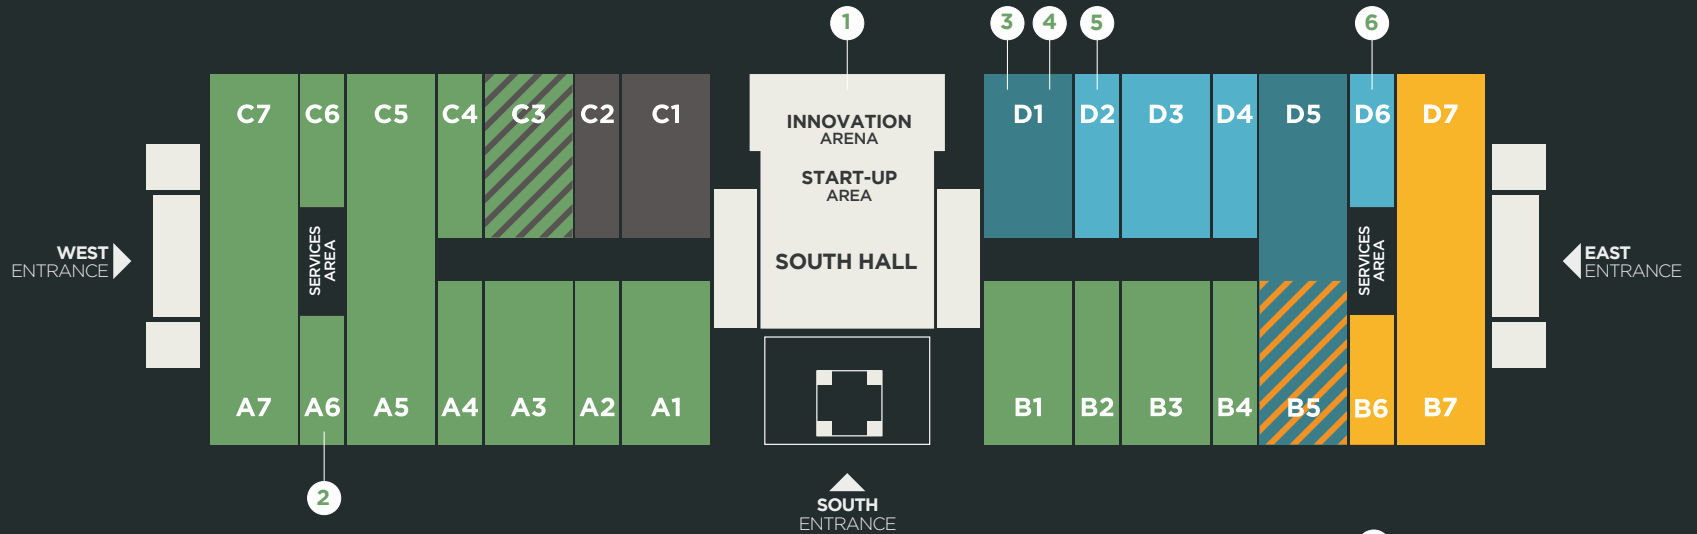 1 3 4 5 6
C7 C6 C5 C4 C3 C2 C1
INNOVATION
ARENA
START-UP
AREA
SOUTH HALL
D1 D2 D3 D4 D5 D6 D7
WEST
ENTRANCE
SERVICES
AREA
SERVICES
AREA
EAST
ENTRANCE
A7 A6 A5 A4 A3 A2 A1
B1 B2 B3 B4 B5 B6 B7
2
SOUTH
ENTRANCE